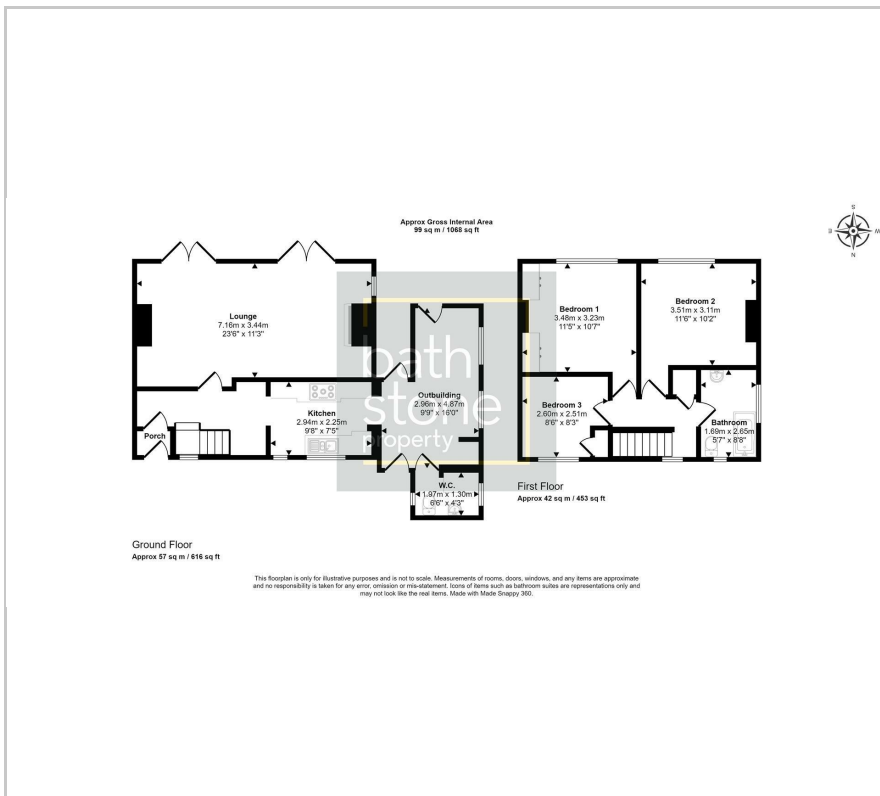 Approx Gross Internal Area
99 sq m / 1068 sq ft
S
E
W
N
Lounge
7.16m x 3.44m
23'6" x 11'3"
Kitchen
2.94m x 2.25m
9'8" x 7'5"
Porch
Outbuilding
2.96m x 4.87m
9'9" x 16'0"
W.C.
1.97m x 1.30m
6'6" x 4'3"
bath
stone
property
Ground Floor
Approx 57 sq m / 616 sq ft
Bedroom 1
3.48m x 3.23m
11'5" x 10'7"
Bedroom 2
3.51m x 3.11m
11'6" x 10'2"
Bedroom 3
2.60m x 2.51m
8'6" x 8'3"
Bathroom
1.69m x 2.65m
5'7" x 8'8"
First Floor
Approx 42 sq m / 453 sq ft
This floorplan is only for illustrative purposes and is not to scale. Measurements of rooms, doors, windows, and any items are approximate
and no responsibility is taken for any error, omission or mis-statement. Icons of items such as bathroom suites are representations only and
may not look like the real items. Made with Made Snappy 360.